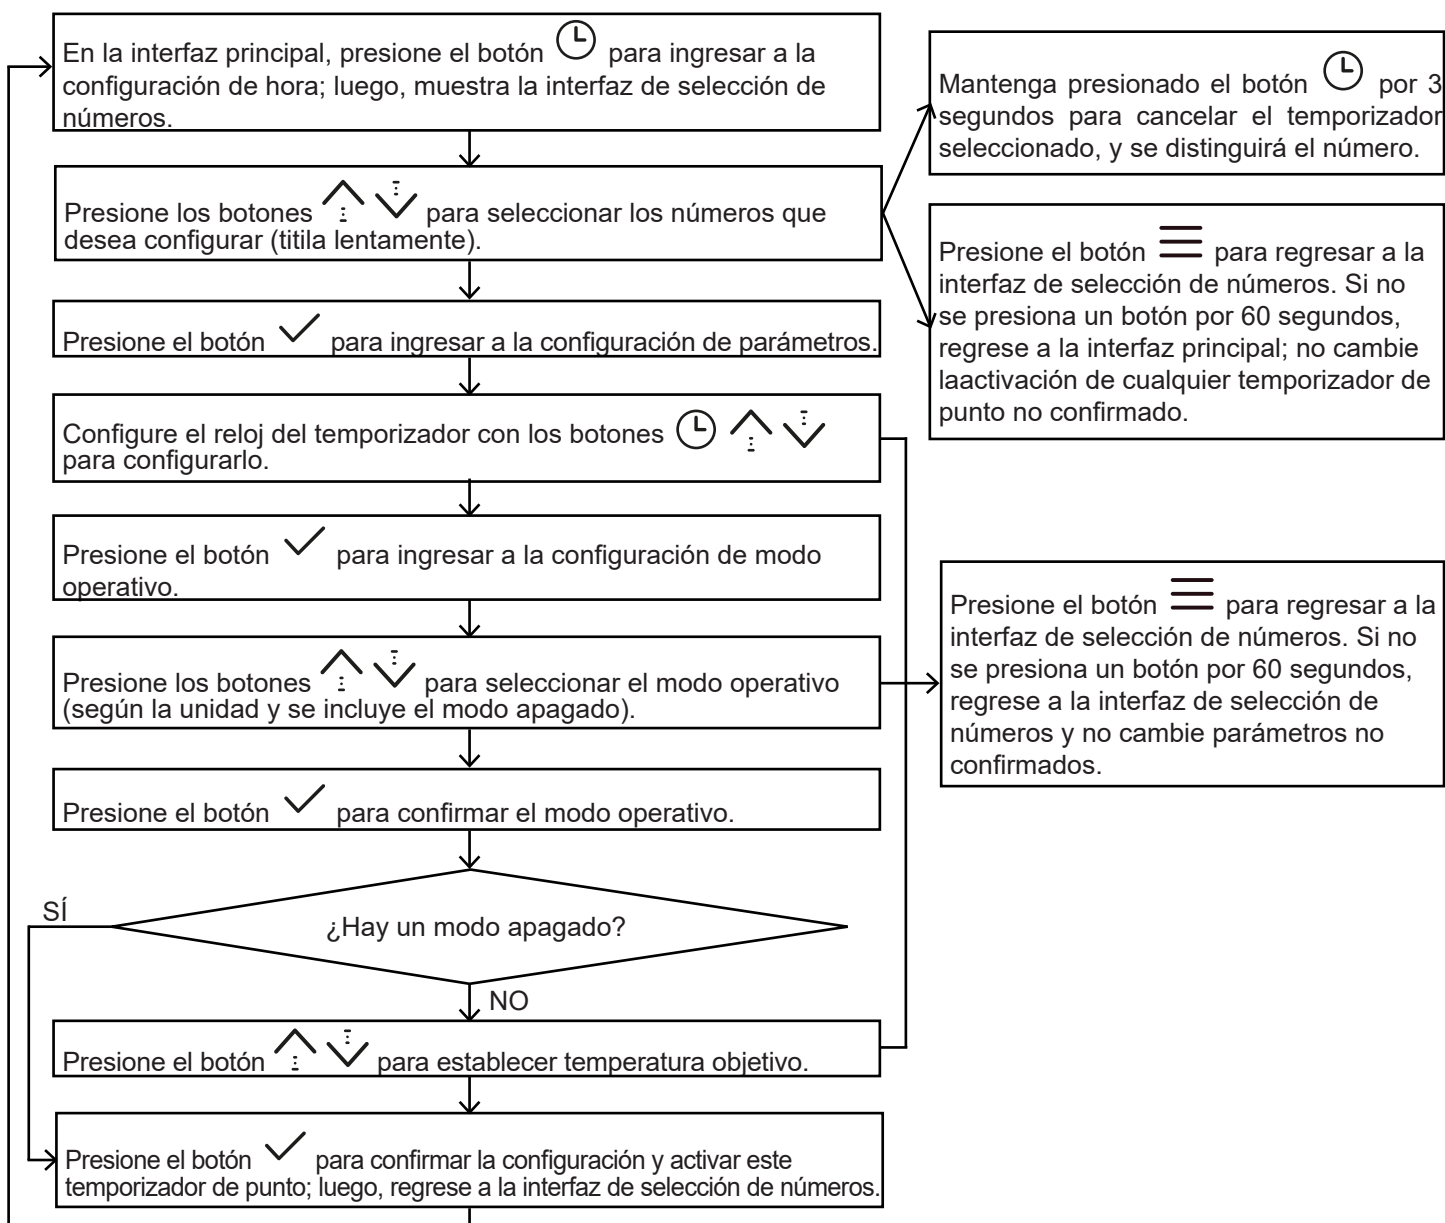 En la interfaz principal, presione el botón para ingresar a la
configuración de hora; luego, muestra la interfaz de selección de
números.
Mantenga presionado el botón por 3
segundos para cancelar el temporizador
seleccionado, y se distinguirá el número.
Presione los botones para seleccionar los números que
desea configurar (titila lentamente).
Presione el botón para regresar a la
interfaz de selección de números. Si no
se presiona un botón por 60 segundos,
regrese a la interfaz principal; no cambie
laactivación de cualquier temporizador de
punto no confirmado.
Presione el botón para ingresar a la configuración de parámetros.
Configure el reloj del temporizador con los botones
para configurarlo.
Presione el botón para ingresar a la configuración de modo
operativo.
Presione los botones para seleccionar el modo operativo
(según la unidad y se incluye el modo apagado).
Presione el botón para regresar a la
interfaz de selección de números. Si no
se presiona un botón por 60 segundos,
regrese a la interfaz de selección de
números y no cambie parámetros no
confirmados.
Presione el botón para confirmar el modo operativo.
SÍ
¿Hay un modo apagado?
NO
Presione el botón para establecer temperatura objetivo.
Presione el botón para confirmar la configuración y activar este
temporizador de punto; luego, regrese a la interfaz de selección de números.